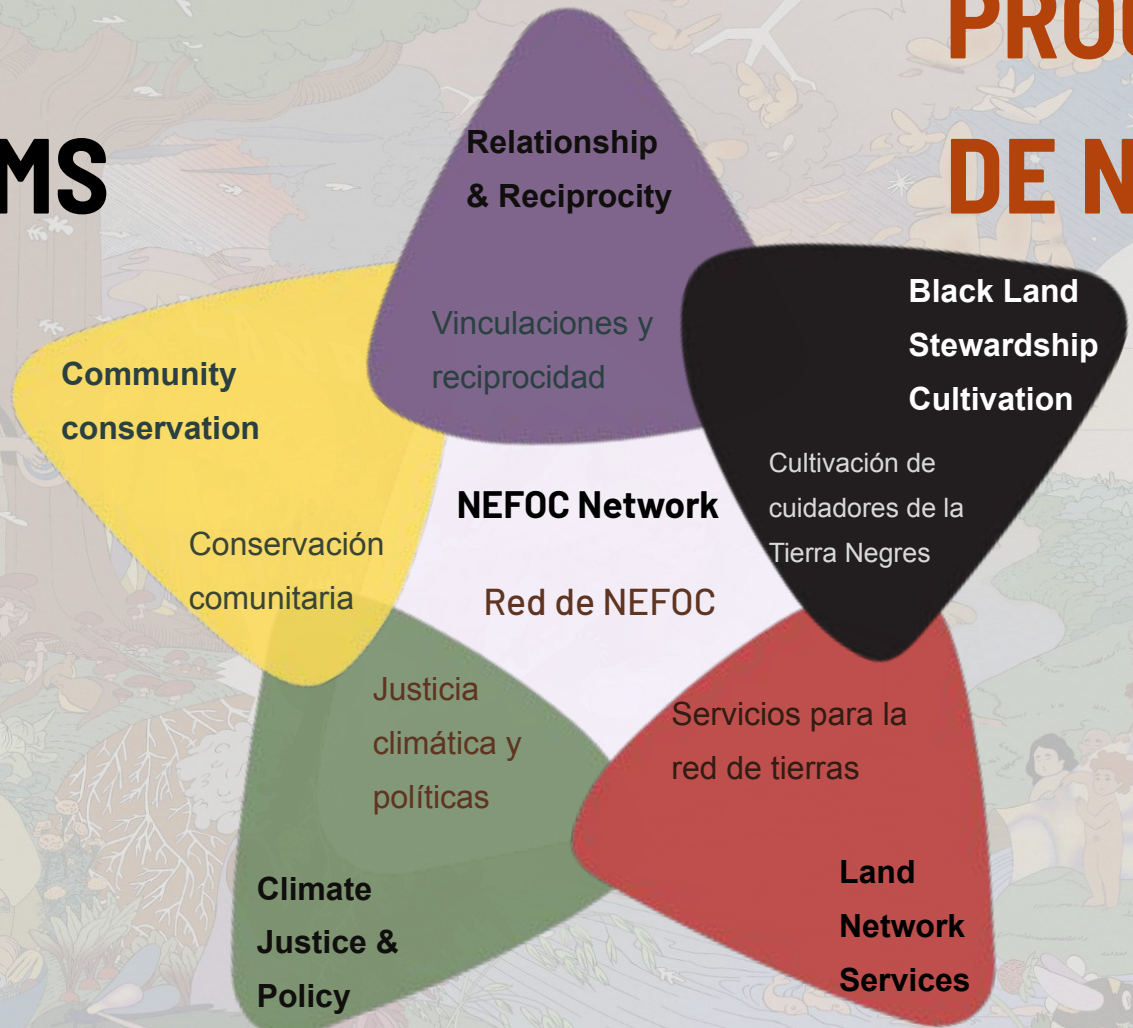 PROG
MS
DE N
Relationship
& Reciprocity
Vinculaciones y
reciprocidad
Black Land
Stewardship
Cultivation
Cultivación de
cuidadores de la
Tierra Negres
Community
conservation
Conservación
comunitaria
NEFOC Network
Red de NEFOC
Justicia
climática y
políticas
Climate
Justice &
Policy
Servicios para la
red de tierras
Land
Network
Services